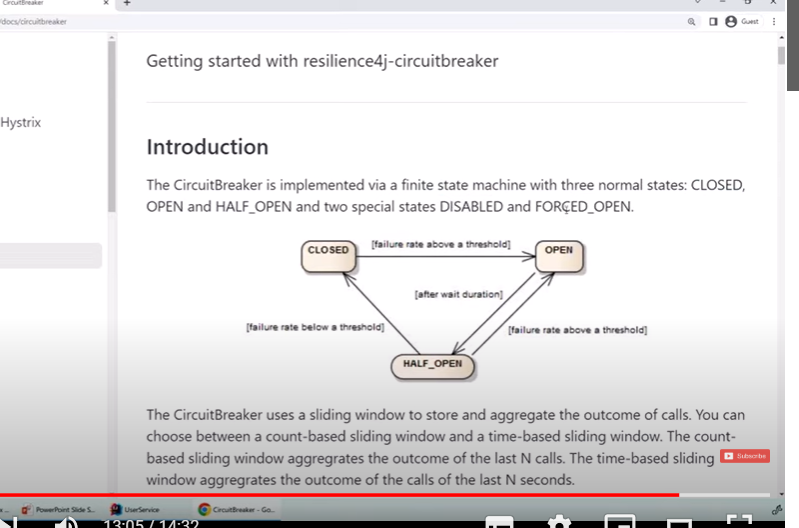 CircuitBreaker
/docs/circuitbreaker
Guest
Getting started with resilience4j-circuitbreaker
Hystrix
Introduction
The CircuitBreaker is implemented via a finite state machine with three normal states: CLOSED,
OPEN and HALF_OPEN and two special states DISABLED and FORCED_OPEN.
CLOSED
[failure rate above a threshold]
OPEN
[after wait duration]
[failure rate below a threshold]
[failure rate above a threshold]
HALF_OPEN
The CircuitBreaker uses a sliding window to store and aggregate the outcome of calls. You can
choose between a count-based sliding window and a time-based sliding window. The count-
based sliding window aggregrates the outcome of the last N calls. The time-based sliding
window aggregrates the outcome of the calls of the last N seconds.
Subscribe
PowerPoint Slide S...
UserService
CircuitBreaker - Go...
13:05 / 14:32